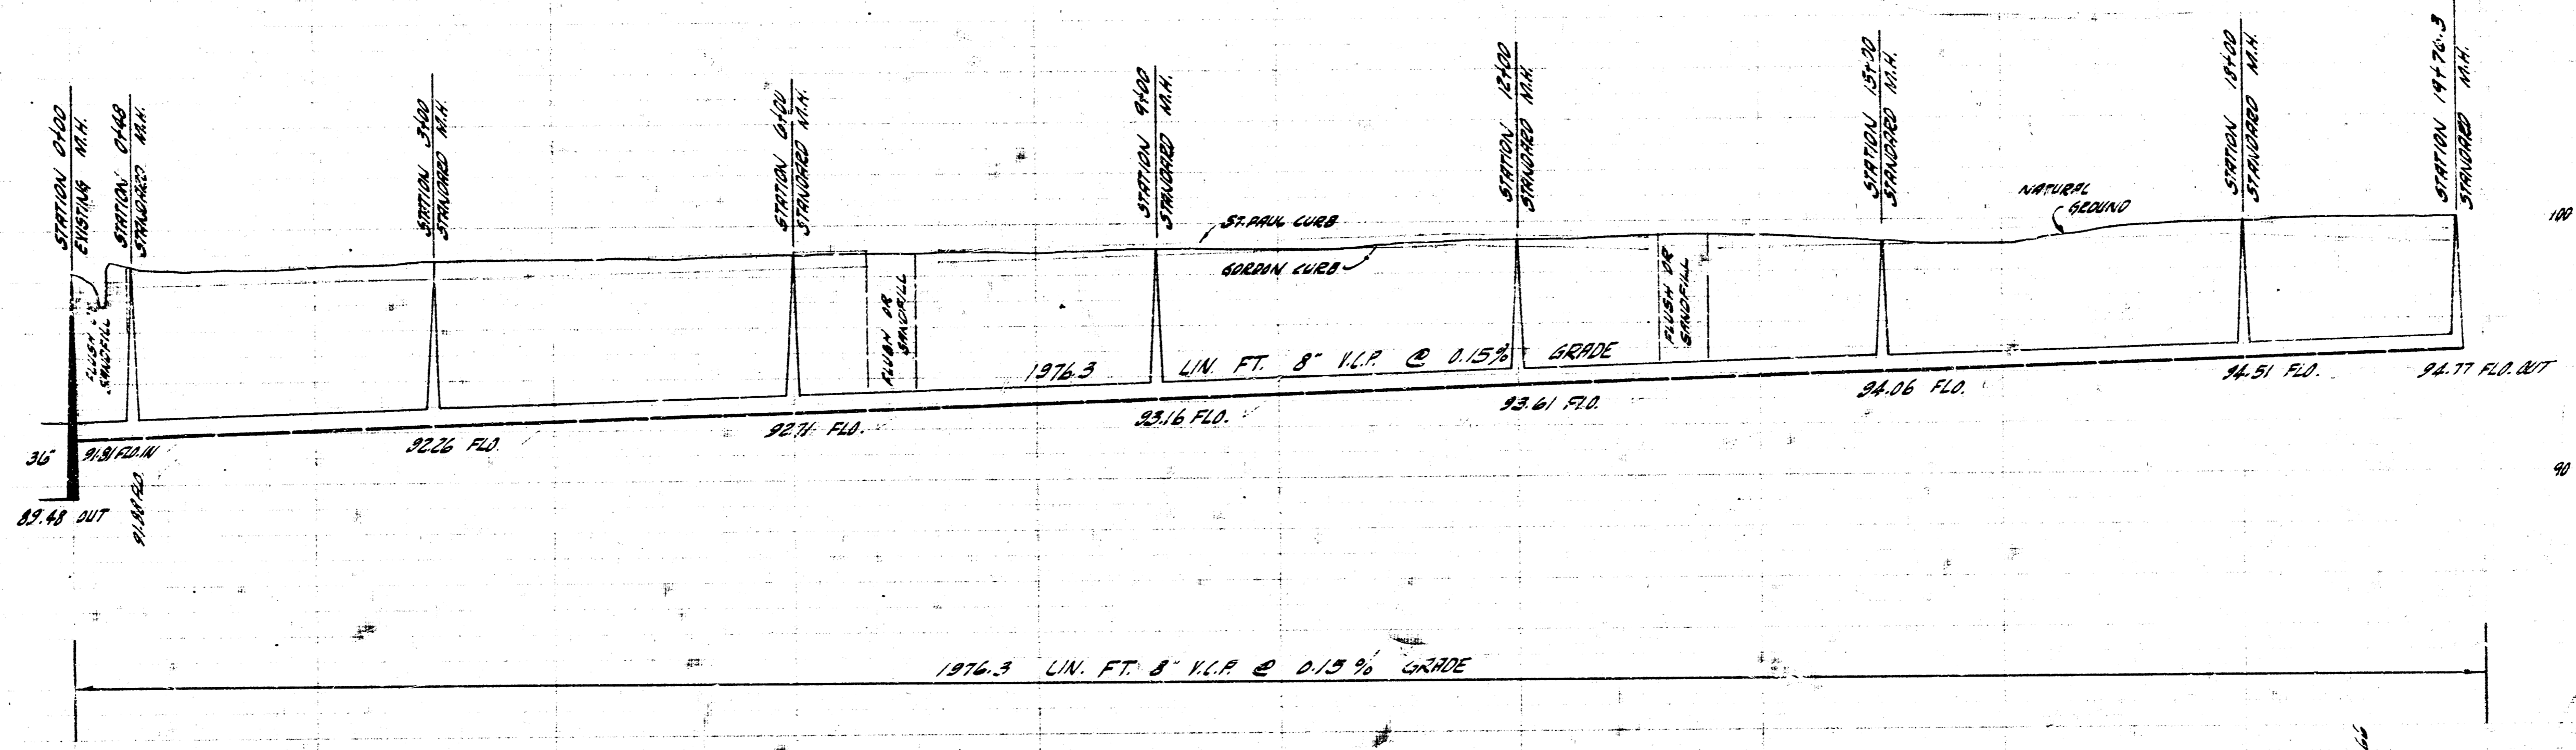 STATION 0+00
EXISTING M.H.
STATION 0+48
STANDARD M.H.
STATION 3+00
STANDARD M.H.
STATION 6+00
STANDARD M.H.
STATION 9+00
STANDARD M.H.
STATION 12+00
STANDARD M.H.
STATION 15+00
STANDARD M.H.
STATION 18+00
STANDARD M.H.
STATION 19+76.3
STANDARD M.H.
NATURAL
GROUND
100
ST. PAUL CURB
GORDON CURB
FLUSH OR
SANDFILL
FLUSH OR
SANDFILL
FLUSH OR
SANDFILL
1976.3 LIN. FT. 8" V.C.P. @ 0.15% GRADE
36"
91.81 FLO. IN
91.88 FLO.
89.48 OUT
92.26 FLO.
92.71 FLO.
93.16 FLO.
93.61 FLO.
94.06 FLO.
94.51 FLO.
94.77 FLO. OUT
90
1976.3 LIN. FT. 8" V.C.P. @ 0.15% GRADE
66